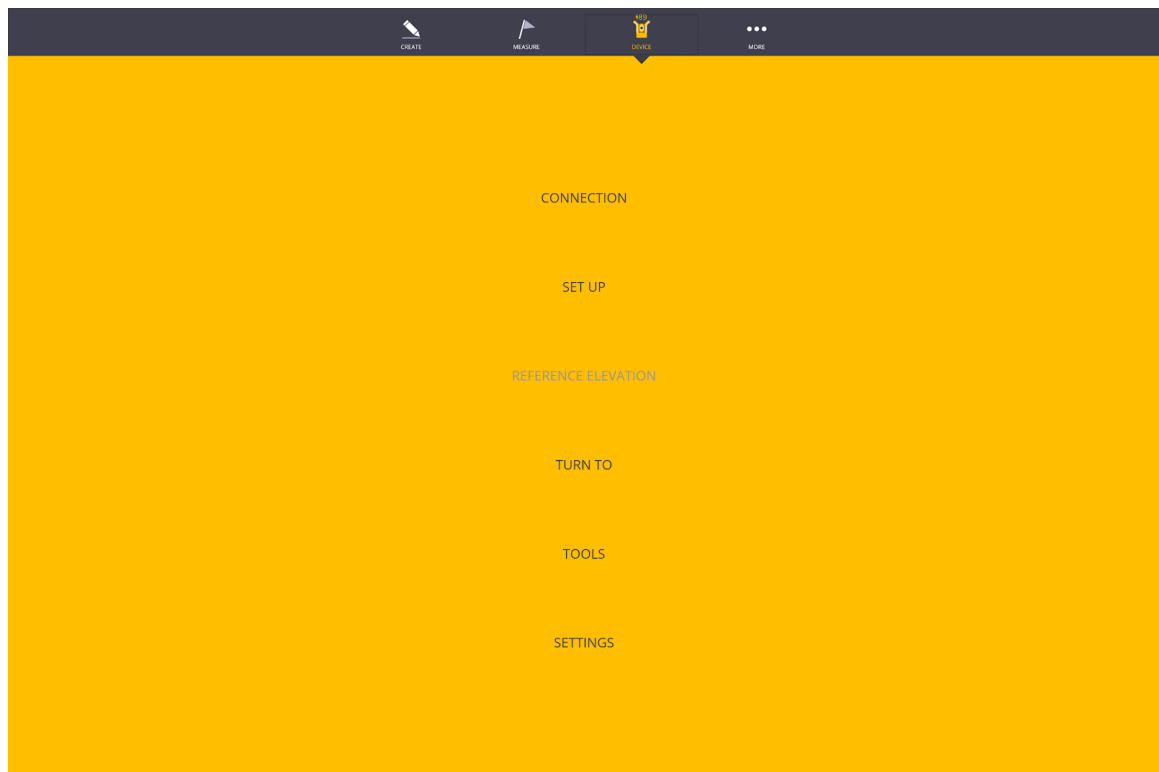 CREATE
MEASURE
DEVICE
MORE
CONNECTION
SET UP
REFERENCE ELEVATION
TURN TO
TOOLS
SETTINGS